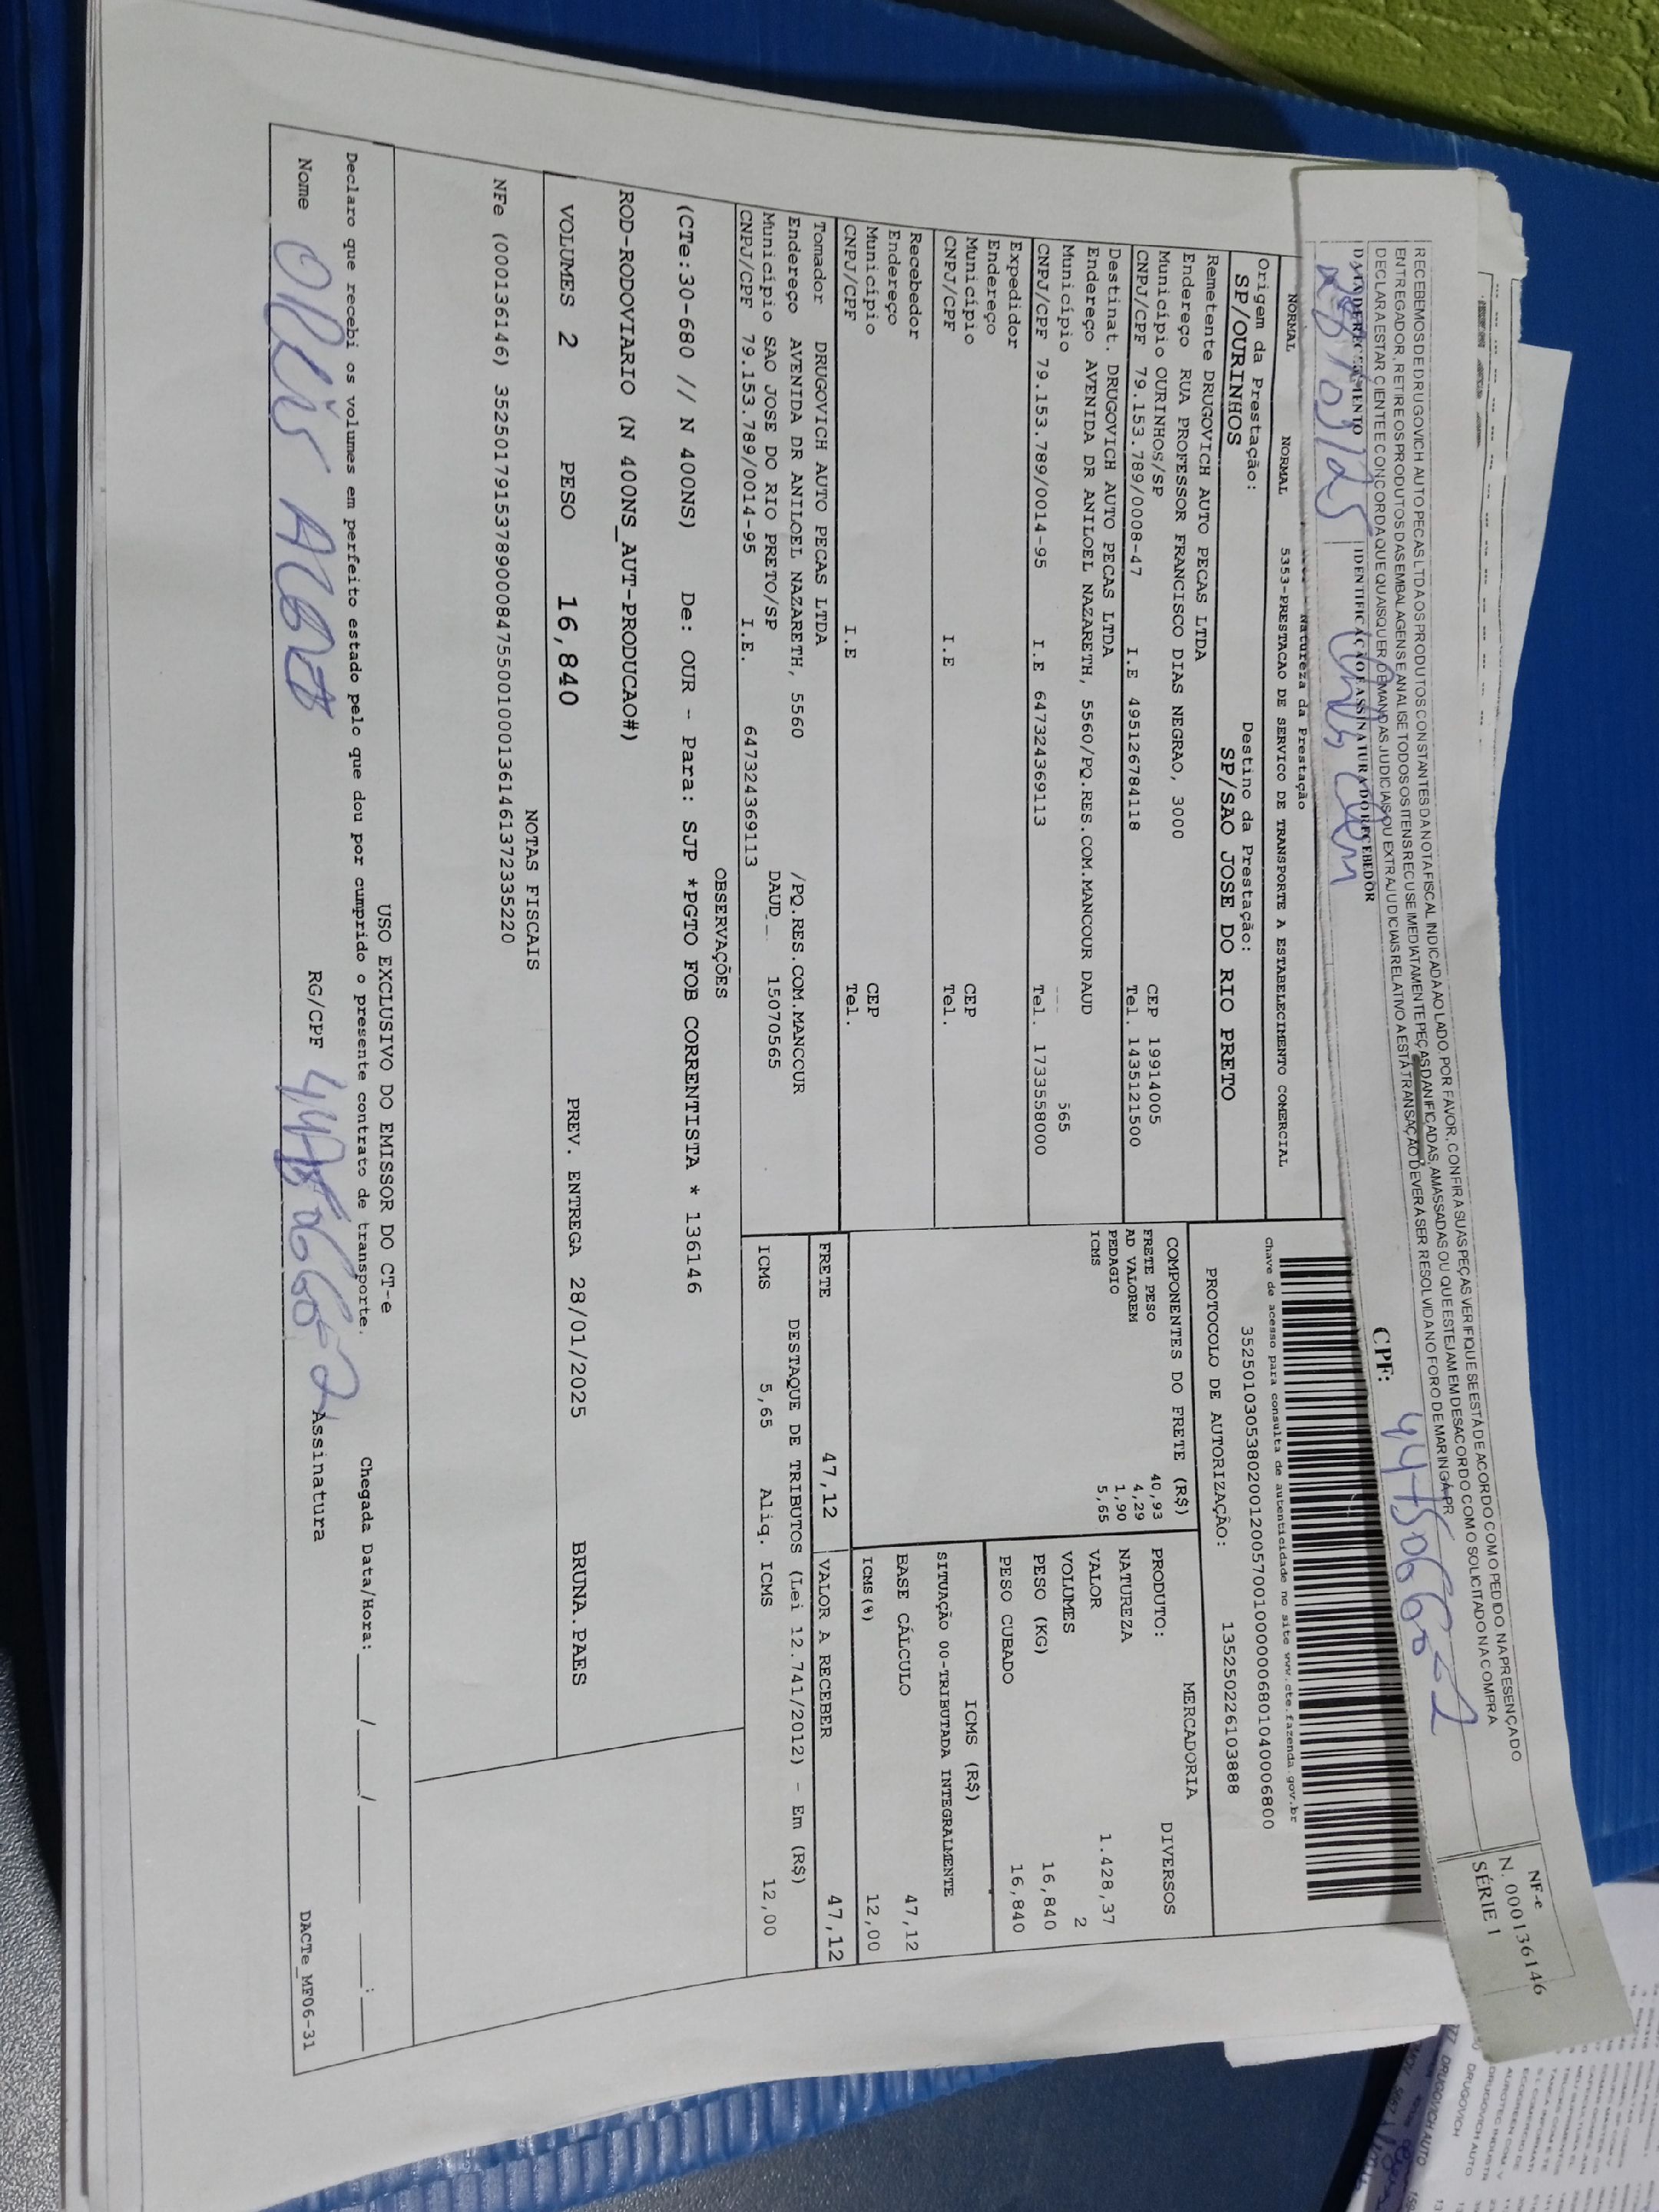 RECEBEMOS DE DRUGOVICH AUTO PECAS LTDA OS PRODUTOS CONSTANTES DA NOTA FISCAL INDICADA AO LADO. POR FAVOR, CONFIRA SUAS PEÇAS VERIFIQUE SE ESTÁ DE ACORDO COM O PEDIDO NA PRESENÇA DO
ENTREGADOR, RETIRE OS PRODUTOS DAS EMBALAGENS E ANALISE TODOS OS ITENS RECUSE IMEDIATAMENTE PEÇAS DANIFICADAS, AMASSADAS OU QUE ESTEJAM EM DESACORDO COM O SOLICITADO NA COMPRA
DECLARA ESTAR CIENTE E CONCORDA QUE QUAISQUER DEMANDAS JUDICIAIS OU EXTRAJUDICIAIS RELATIVO A ESTA TRANSAÇÃO DEVERÁ SER RESOLVIDA NO FORO DE MARINGÁ-PR
NF-e
N. 000136146
SÉRIE 1
DATA DE RECEBIMENTO
IDENTIFICAÇÃO E ASSINATURA DO RECEBEDOR
CPF:
Natureza da Prestação
NORMAL NORMAL 5353-PRESTACAO DE SERVICO DE TRANSPORTE A ESTABELECIMENTO COMERCIAL
Origem da Prestação: Destino da Prestação:
SP/OURINHOS SP/SAO JOSE DO RIO PRETO
Remetente DRUGOVICH AUTO PECAS LTDA
Endereço RUA PROFESSOR FRANCISCO DIAS NEGRAO, 3000
Município OURINHOS/SP CEP 19914005
CNPJ/CPF 79.153.789/0008-47 I.E 495126784118 Tel. 1435121500
Destinat. DRUGOVICH AUTO PECAS LTDA
Endereço AVENIDA DR ANILOEL NAZARETH, 5560/PQ.RES.COM.MANCOUR DAUD
Município 565
CNPJ/CPF 79.153.789/0014-95 I.E 647324369113 Tel. 1733558000
Expedidor
Endereço
Município CEP
CNPJ/CPF I.E Tel.
Recebedor
Endereço
Município CEP
CNPJ/CPF I.E Tel.
Tomador DRUGOVICH AUTO PECAS LTDA
Endereço AVENIDA DR ANILOEL NAZARETH, 5560 /PQ.RES.COM.MANCCUR
DAUD
Município SAO JOSE DO RIO PRETO/SP 15070565
CNPJ/CPF 79.153.789/0014-95 I.E. 647324369113
Chave de acesso para consulta de autenticidade no site www.cte.fazenda.gov.br
35250103053802001200570010000006801040006800
PROTOCOLO DE AUTORIZAÇÃO: 135250226103888
COMPONENTES DO FRETE (R$)
FRETE PESO 40,93
AD VALOREM 4,29
PEDAGIO 1,90
ICMS 5,65
MERCADORIA
PRODUTO: DIVERSOS
NATUREZA
VALOR 1.428,37
VOLUMES 2
PESO (KG) 16,840
PESO CUBADO 16,840
ICMS (R$)
SITUAÇÃO 00-TRIBUTADA INTEGRALMENTE
BASE CÁLCULO 47,12
ICMS(%) 12,00
FRETE 47,12 VALOR A RECEBER 47,12
DESTAQUE DE TRIBUTOS (Lei 12.741/2012) - Em (R$)
ICMS 5,65 Aliq. ICMS 12,00
OBSERVAÇÕES
(CTe:30-680 // N 400NS) De: OUR - Para: SJP *PGTO FOB CORRENTISTA * 136146
ROD-RODOVIARIO (N 400NS_AUT-PRODUCAO#)
VOLUMES 2 PESO 16,840 PREV. ENTREGA 28/01/2025 BRUNA.PAES
NOTAS FISCAIS
NFe (000136146) 35250179153789000847550010001361461372335220
USO EXCLUSIVO DO EMISSOR DO CT-e
Declaro que recebi os volumes em perfeito estado pelo que dou por cumprido o presente contrato de transporte. Chegada Data/Hora: ____/____/____ ____:____
Nome RG/CPF Assinatura DACTe_MF06-31
DRUGOVICH AUTO
DRUGOVICH